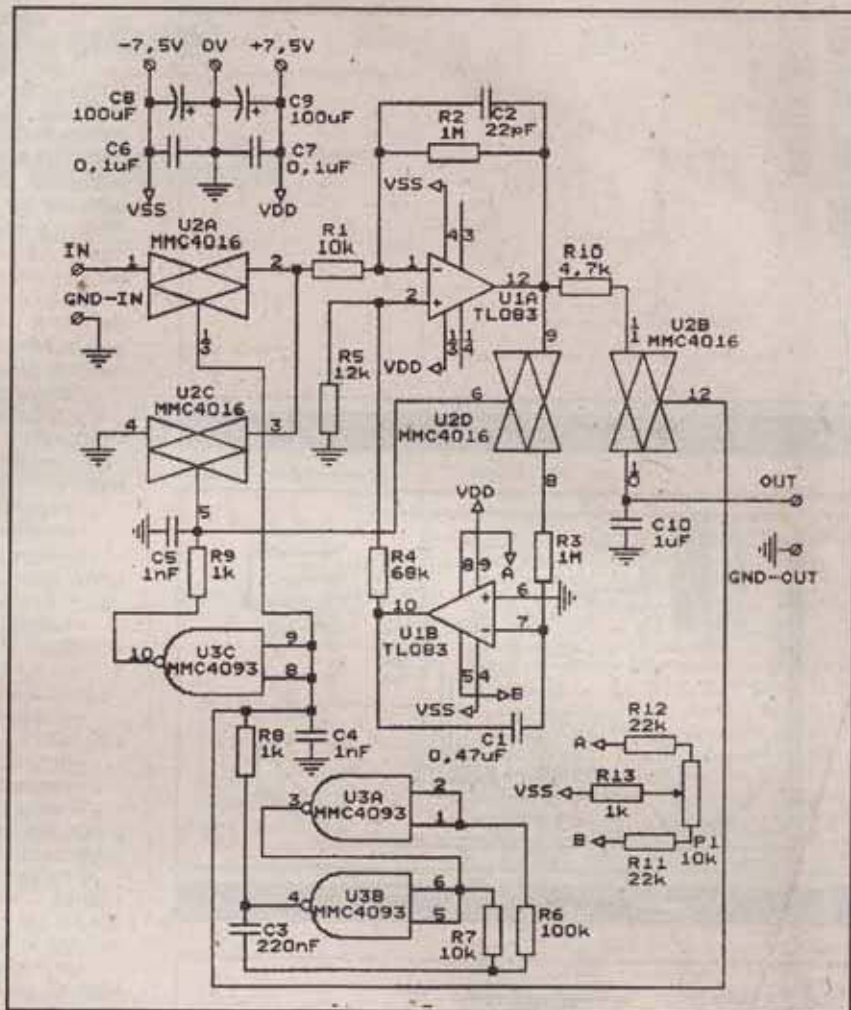 -7,5V 0V +7,5V
C8 100uF
C9 100uF
C6 0,1uF
C7 0,1uF
VSS VDD
C2 22pF
R2 1M
U2A
MMC4016
IN
1 2
GND-IN
13
R1 10k
VSS
4 3
1
2
12
U1A
TL083
13 14
VDD
R10 4,7k
R5 12k
U2C
MMC4016
4 3
5
6
9
U2D
MMC4016
8
11
U2B
MMC4016
12
10
OUT
C10 1uF
GND-OUT
C5 1nF
R9 1k
R4 68k
VDD
8 9
A
R3 1M
10
6
7
U1B
TL083
5 4
B
VSS
C1
0,47uF
10
U3C
MMC4093
9
8
R8 1k
C4 1nF
3
U3A
MMC4093
2
1
4
U3B
MMC4093
6
5
C3
220nF
R7 10k
R6 100k
R12
22k
A
VSS
R13
1k
B
R11
22k
P1
10k